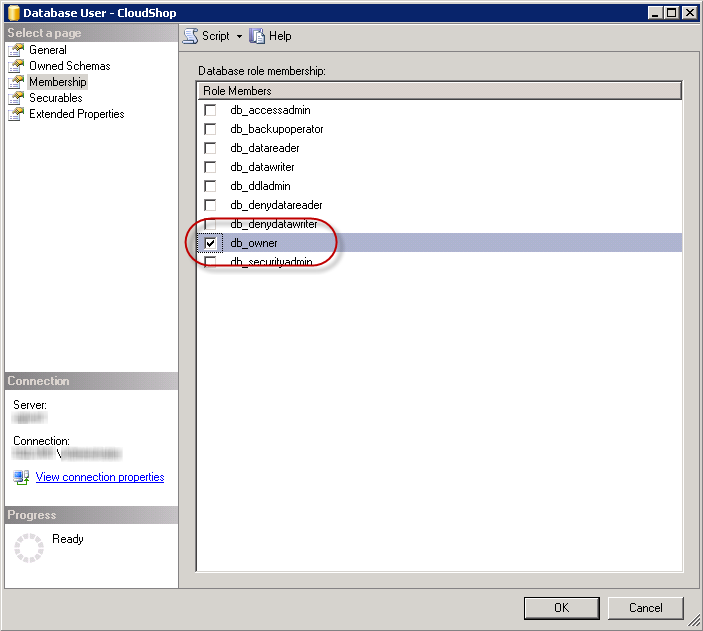 Database User - CloudShop
Select a page
General
Owned Schemas
Membership
Securables
Extended Properties
Script Help
Database role membership:
Role Members
db_accessadmin
db_backupoperator
db_datareader
db_datawriter
db_ddladmin
db_denydatareader
db_denydatawriter
db_owner
db_securityadmin
Connection
Server:
Connection:
\
View connection properties
Progress
Ready
OK Cancel